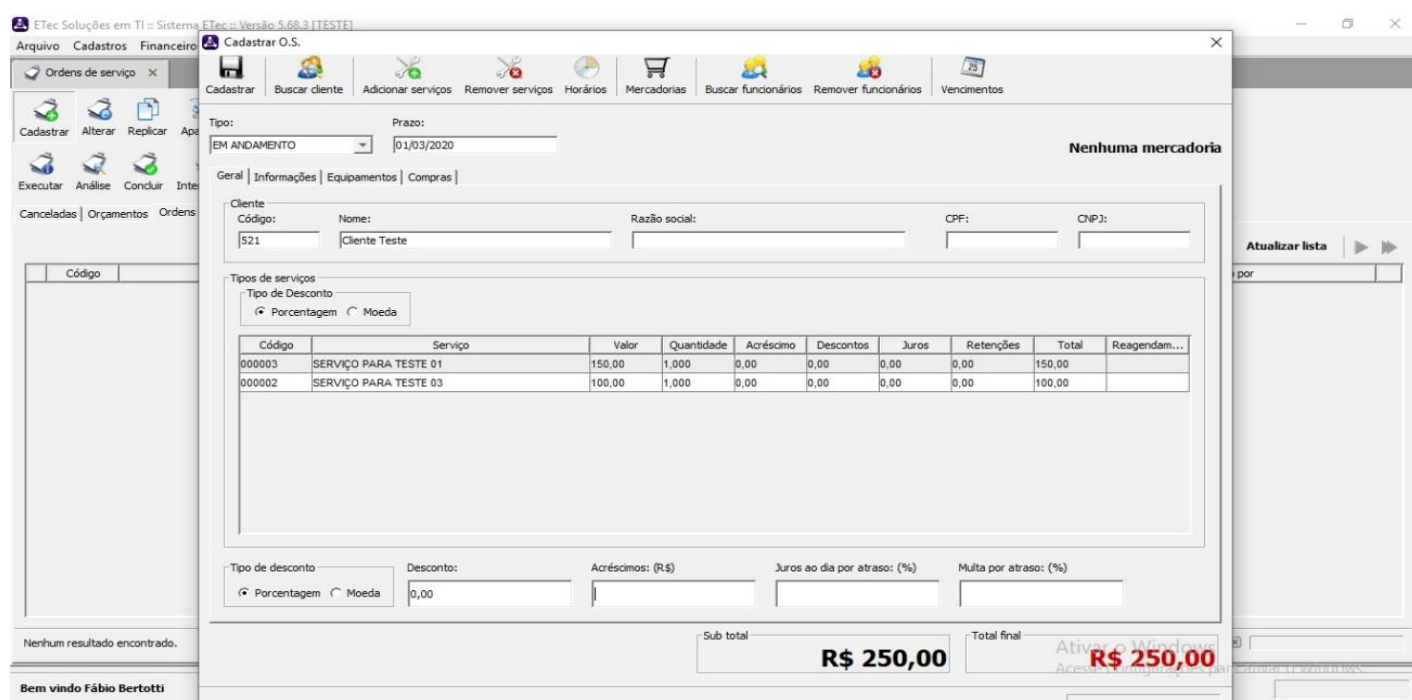 ETec Soluções em TI :: Sistema ETec :: Versão 5.68.3 [TESTE]
Arquivo Cadastros Financeiro
Cadastrar O.S.
Ordens de serviço
Cadastrar Alterar Replicar
Executar Análise Concluir
Canceladas Orçamentos Ordens
Cadastrar Buscar cliente Adicionar serviços Remover serviços Horários Mercadorias Buscar funcionários Remover funcionários Vencimentos
25
Tipo: Prazo:
EM ANDAMENTO 01/03/2020
Nenhuma mercadoria
Geral Informações Equipamentos Compras
Cliente
Código: Nome: Razão social: CPF: CNPJ:
521 Cliente Teste
Atualizar lista
Código
por
Tipos de serviços
Tipo de Desconto
Porcentagem Moeda
Código Serviço Valor Quantidade Acréscimo Descontos Juros Retenções Total Reagendam...
000003 SERVIÇO PARA TESTE 01 150,00 1,000 0,00 0,00 0,00 0,00 150,00
000002 SERVIÇO PARA TESTE 03 100,00 1,000 0,00 0,00 0,00 0,00 100,00
Tipo de desconto Desconto: Acréscimos: (R$) Juros ao dia por atraso: (%) Multa por atraso: (%)
Porcentagem Moeda 0,00
Nenhum resultado encontrado.
Sub total Total final
R$ 250,00 R$ 250,00
Ativar o Windows
Bem vindo Fábio Bertotti